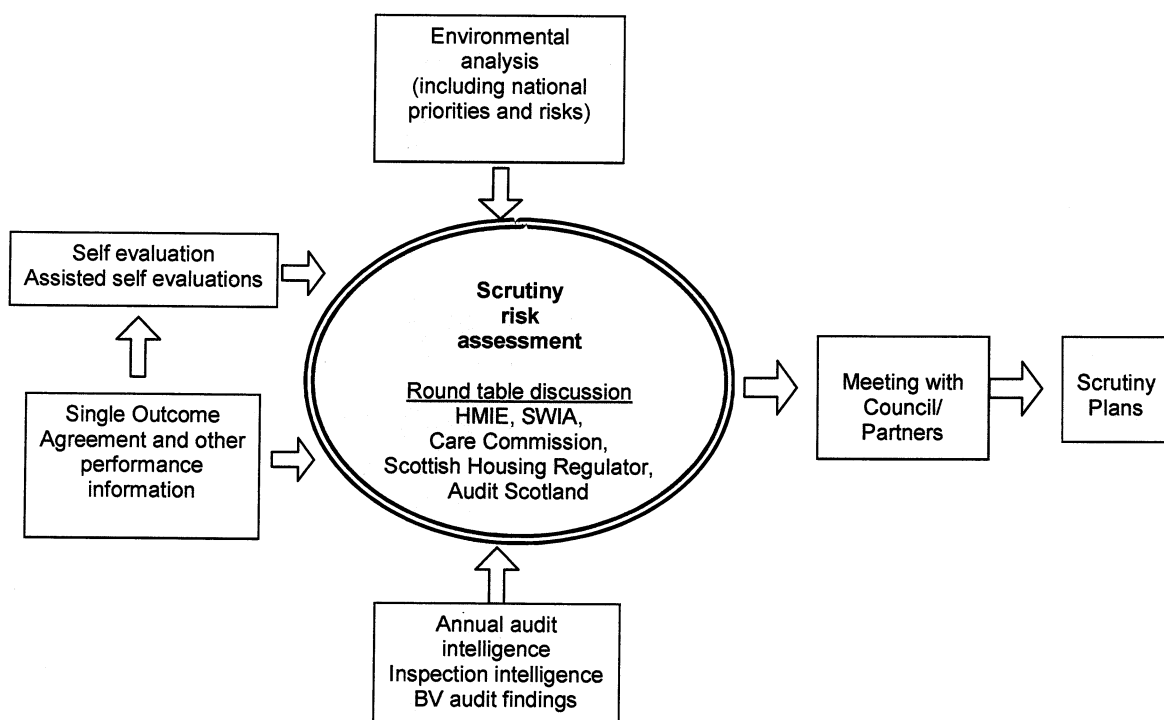 Environmental
analysis
(including national
priorities and risks)
Self evaluation
Assisted self evaluations
Single Outcome
Agreement and other
performance
information
Scrutiny
risk
assessment
Round table discussion
HMIE, SWIA,
Care Commission,
Scottish Housing Regulator,
Audit Scotland
Annual audit
intelligence
Inspection intelligence
BV audit findings
Meeting with
Council/
Partners
Scrutiny
Plans